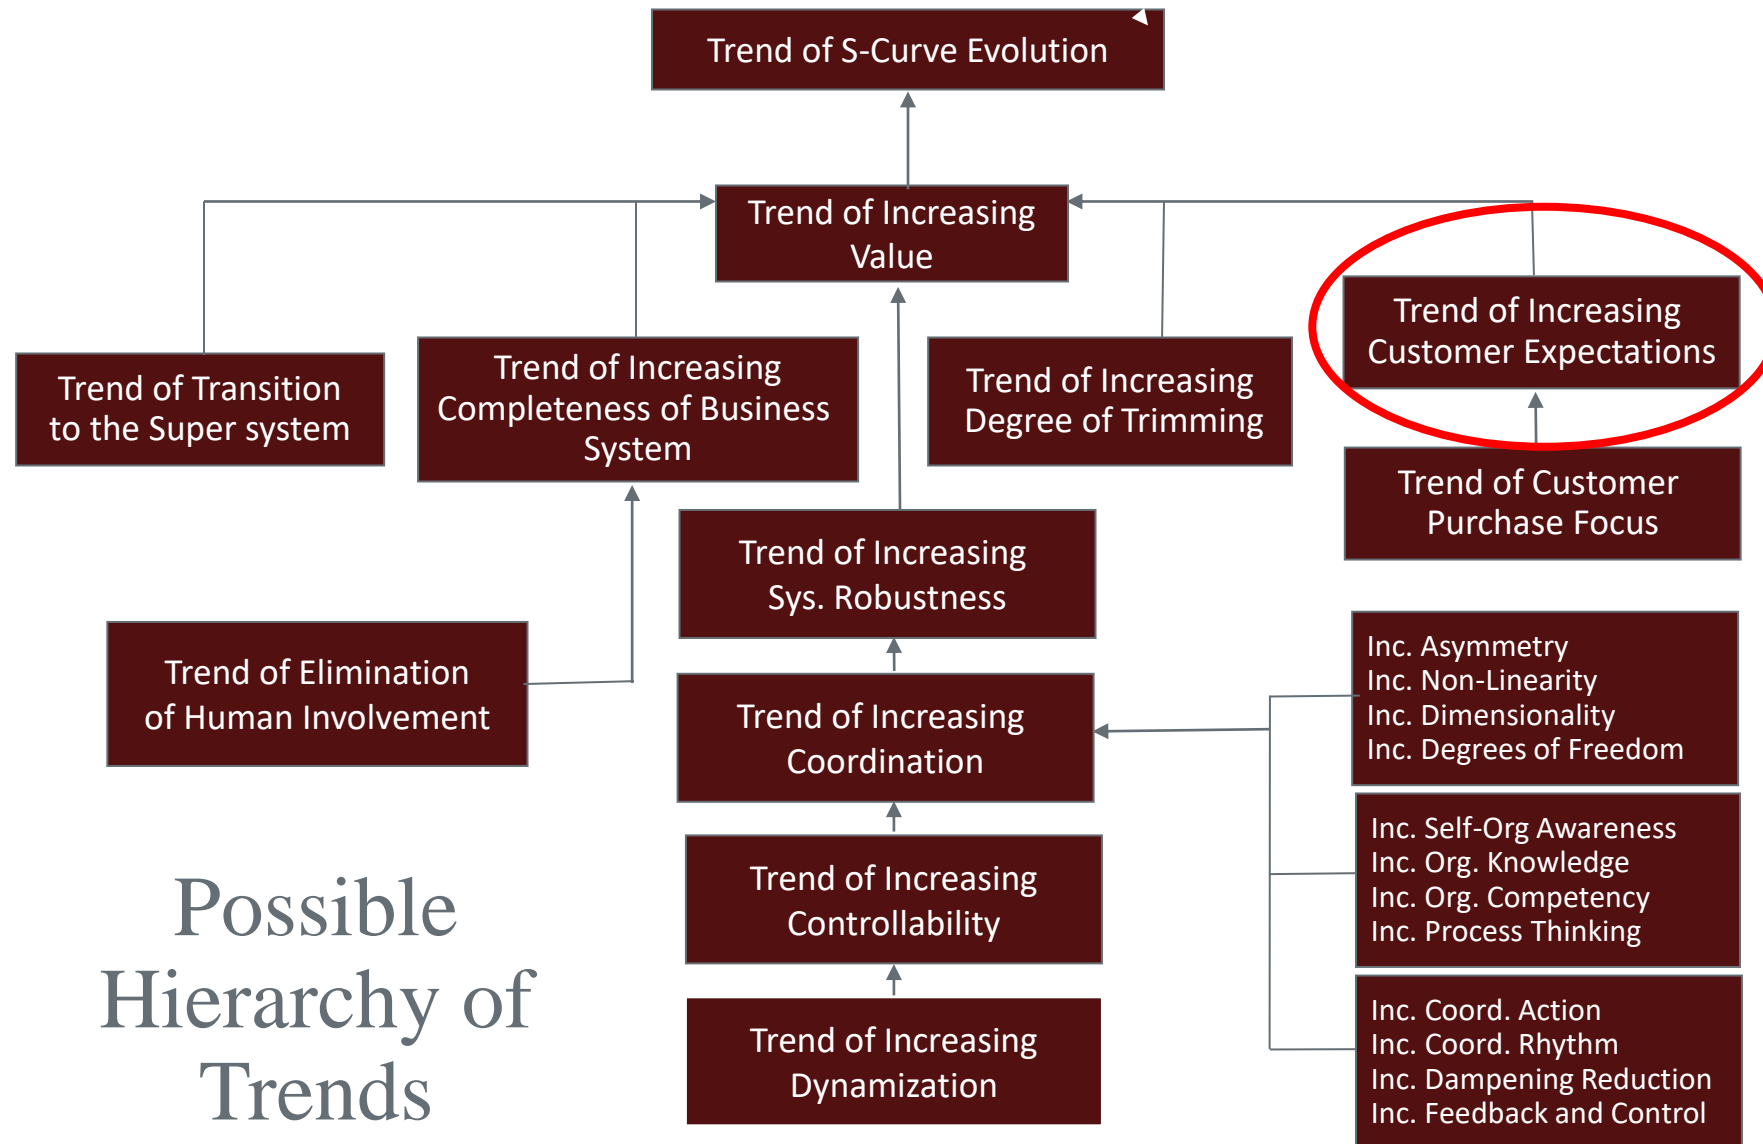 Trend of S-Curve Evolution
Trend of Increasing
Value
Trend of Transition
to the Super system
Trend of Increasing
Completeness of Business
System
Trend of Increasing
Degree of Trimming
Trend of Increasing
Customer Expectations
Trend of Customer
Purchase Focus
Trend of Increasing
Sys. Robustness
Trend of Elimination
of Human Involvement
Trend of Increasing
Coordination
Inc. Asymmetry
Inc. Non-Linearity
Inc. Dimensionality
Inc. Degrees of Freedom
Inc. Self-Org Awareness
Inc. Org. Knowledge
Inc. Org. Competency
Inc. Process Thinking
Trend of Increasing
Controllability
Trend of Increasing
Dynamization
Inc. Coord. Action
Inc. Coord. Rhythm
Inc. Dampening Reduction
Inc. Feedback and Control
Possible
Hierarchy of
Trends